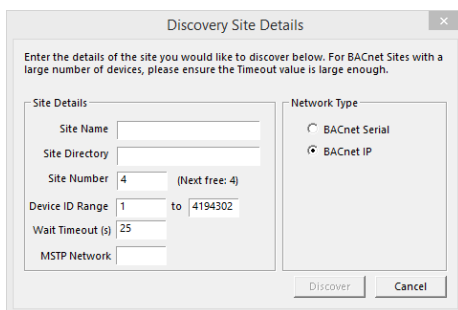 Discovery Site Details
Enter the details of the site you would like to discover below. For BACnet Sites with a
large number of devices, please ensure the Timeout value is large enough.
Site Details
Site Name
Site Directory
Site Number 4 (Next free: 4)
Device ID Range 1 to 4194302
Wait Timeout (s) 25
MSTP Network
Network Type
BACnet Serial
BACnet IP
Discover Cancel